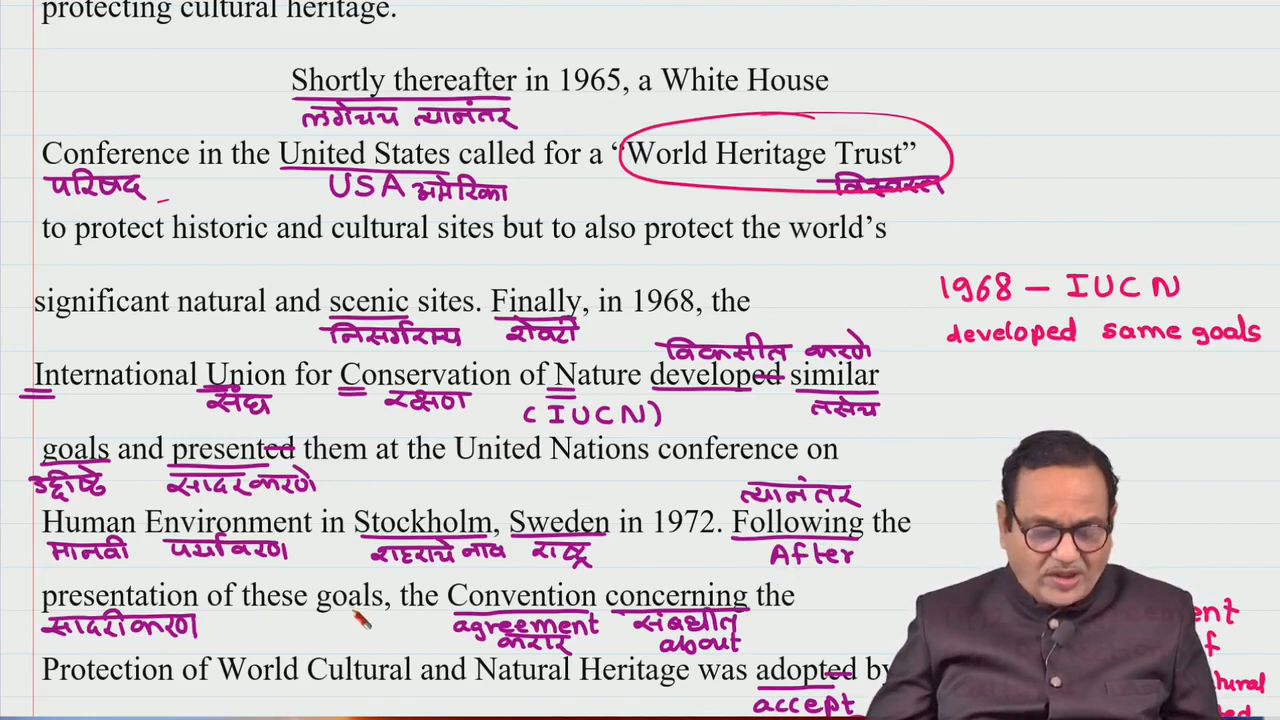 protecting cultural heritage.
Shortly thereafter in 1965, a White House
लगेचच त्यानंतर
Conference in the United States called for a “World Heritage Trust”
परिषद USA अमेरिका विश्वस्त
to protect historic and cultural sites but to also protect the world’s
significant natural and scenic sites. Finally, in 1968, the
1968 – IUCN
निसर्गरम्य शेवटी
developed same goals
विकसीत करणे
International Union for Conservation of Nature developed similar
संघ रक्षण (IUCN) तसेच
goals and presented them at the United Nations conference on
उद्दीष्टे सादर करणे
त्यानंतर
Human Environment in Stockholm, Sweden in 1972. Following the
मानवी पर्यावरण शहराचे नाव राष्ट्र After
presentation of these goals, the Convention concerning the
सादरीकरण agreement संबधीत
करार about
Protection of World Cultural and Natural Heritage was adopted by
accept